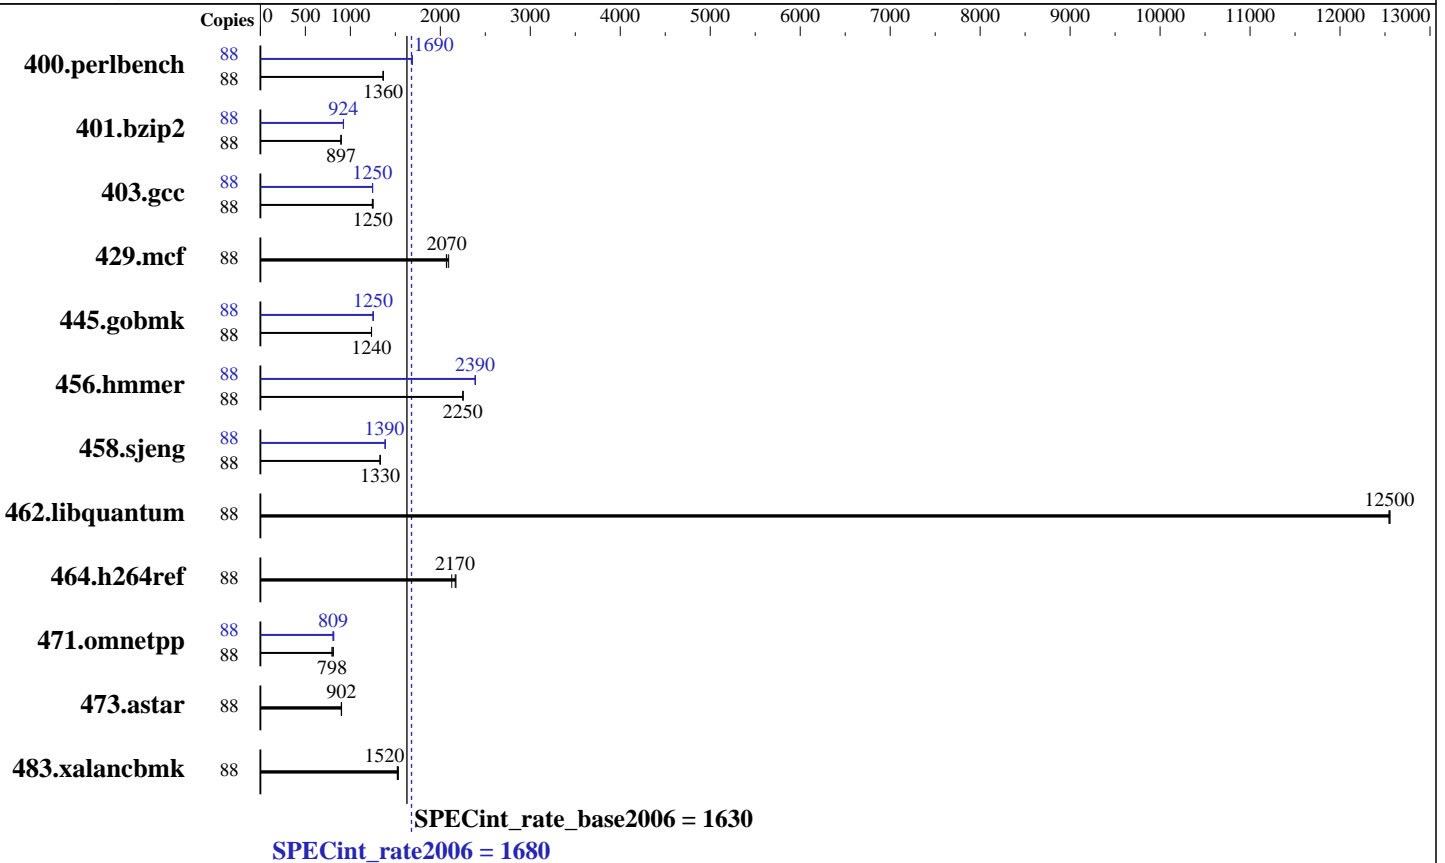 Copies 0 500 1000 2000 3000 4000 5000 6000 7000 8000 9000 10000 11000 12000 13000
400.perlbench 88 1690
88 1360
401.bzip2 88 924
88 897
403.gcc 88 1250
88 1250
429.mcf 88 2070
445.gobmk 88 1250
88 1240
456.hmmer 88 2390
88 2250
458.sjeng 88 1390
88 1330
462.libquantum 88 12500
464.h264ref 88 2170
471.omnetpp 88 809
88 798
473.astar 88 902
483.xalancbmk 88 1520
SPECint_rate_base2006 = 1630
SPECint_rate2006 = 1680